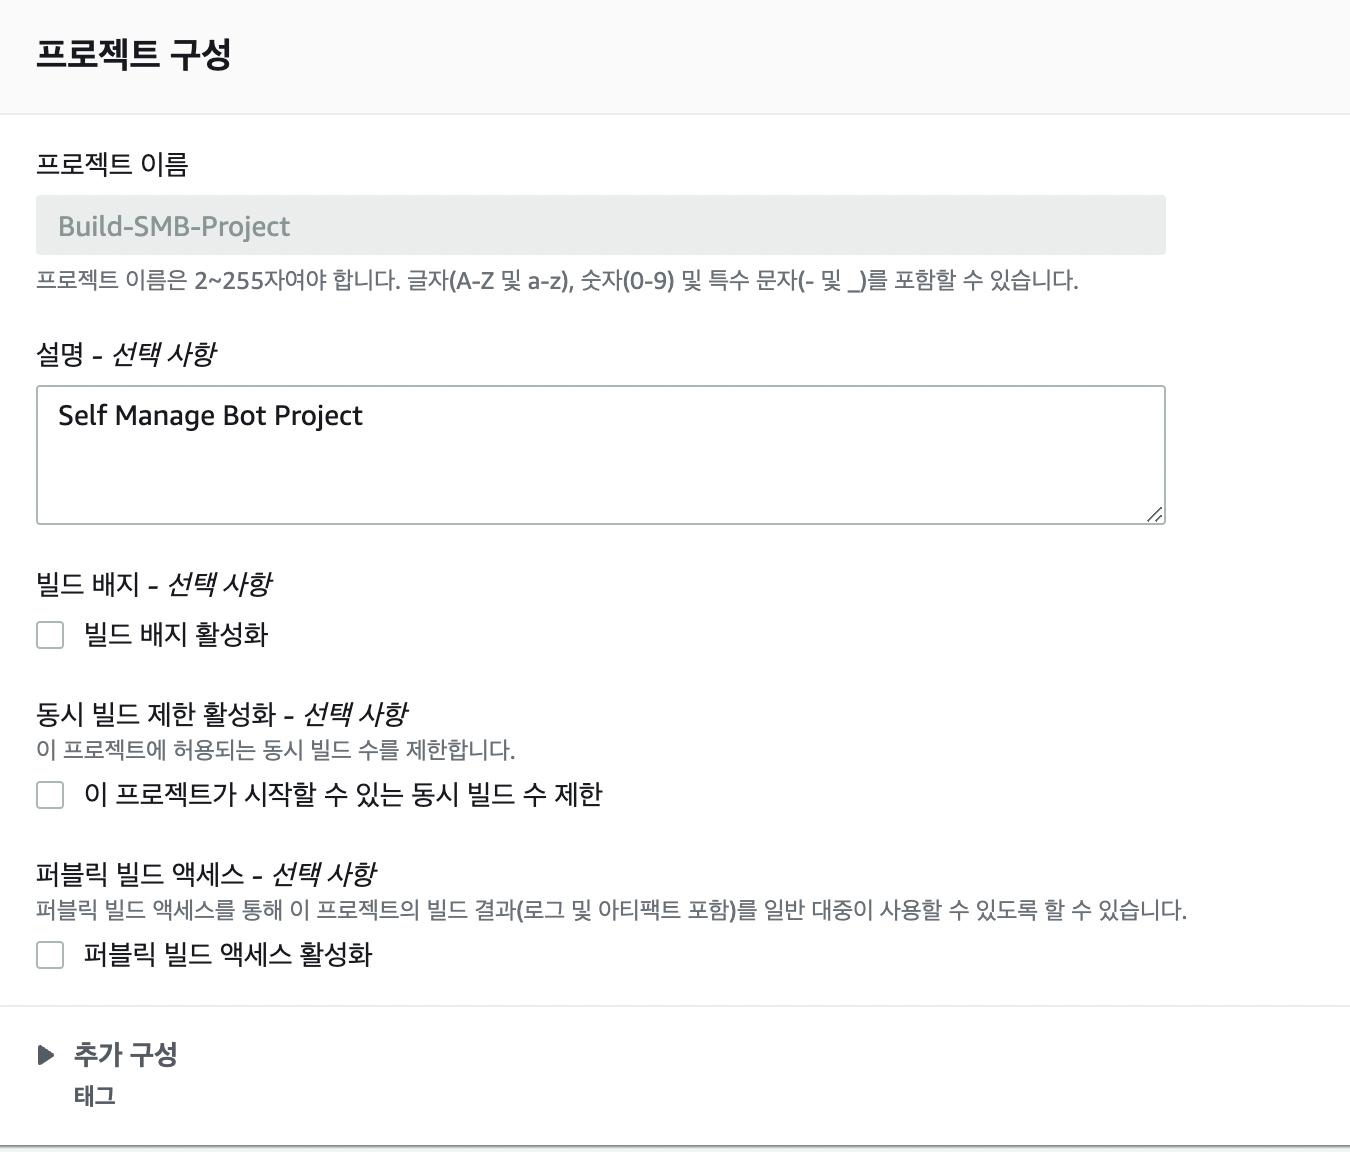 프로젝트 구성
프로젝트 이름
Build-SMB-Project
프로젝트 이름은 2~255자여야 합니다. 글자(A-Z 및 a-z), 숫자(0-9) 및 특수 문자(- 및 _)를 포함할 수 있습니다.
설명 - 선택 사항
Self Manage Bot Project
빌드 배지 - 선택 사항
빌드 배지 활성화
동시 빌드 제한 활성화 - 선택 사항
이 프로젝트에 허용되는 동시 빌드 수를 제한합니다.
이 프로젝트가 시작할 수 있는 동시 빌드 수 제한
퍼블릭 빌드 액세스 - 선택 사항
퍼블릭 빌드 액세스를 통해 이 프로젝트의 빌드 결과(로그 및 아티팩트 포함)를 일반 대중이 사용할 수 있도록 할 수 있습니다.
퍼블릭 빌드 액세스 활성화
추가 구성
태그